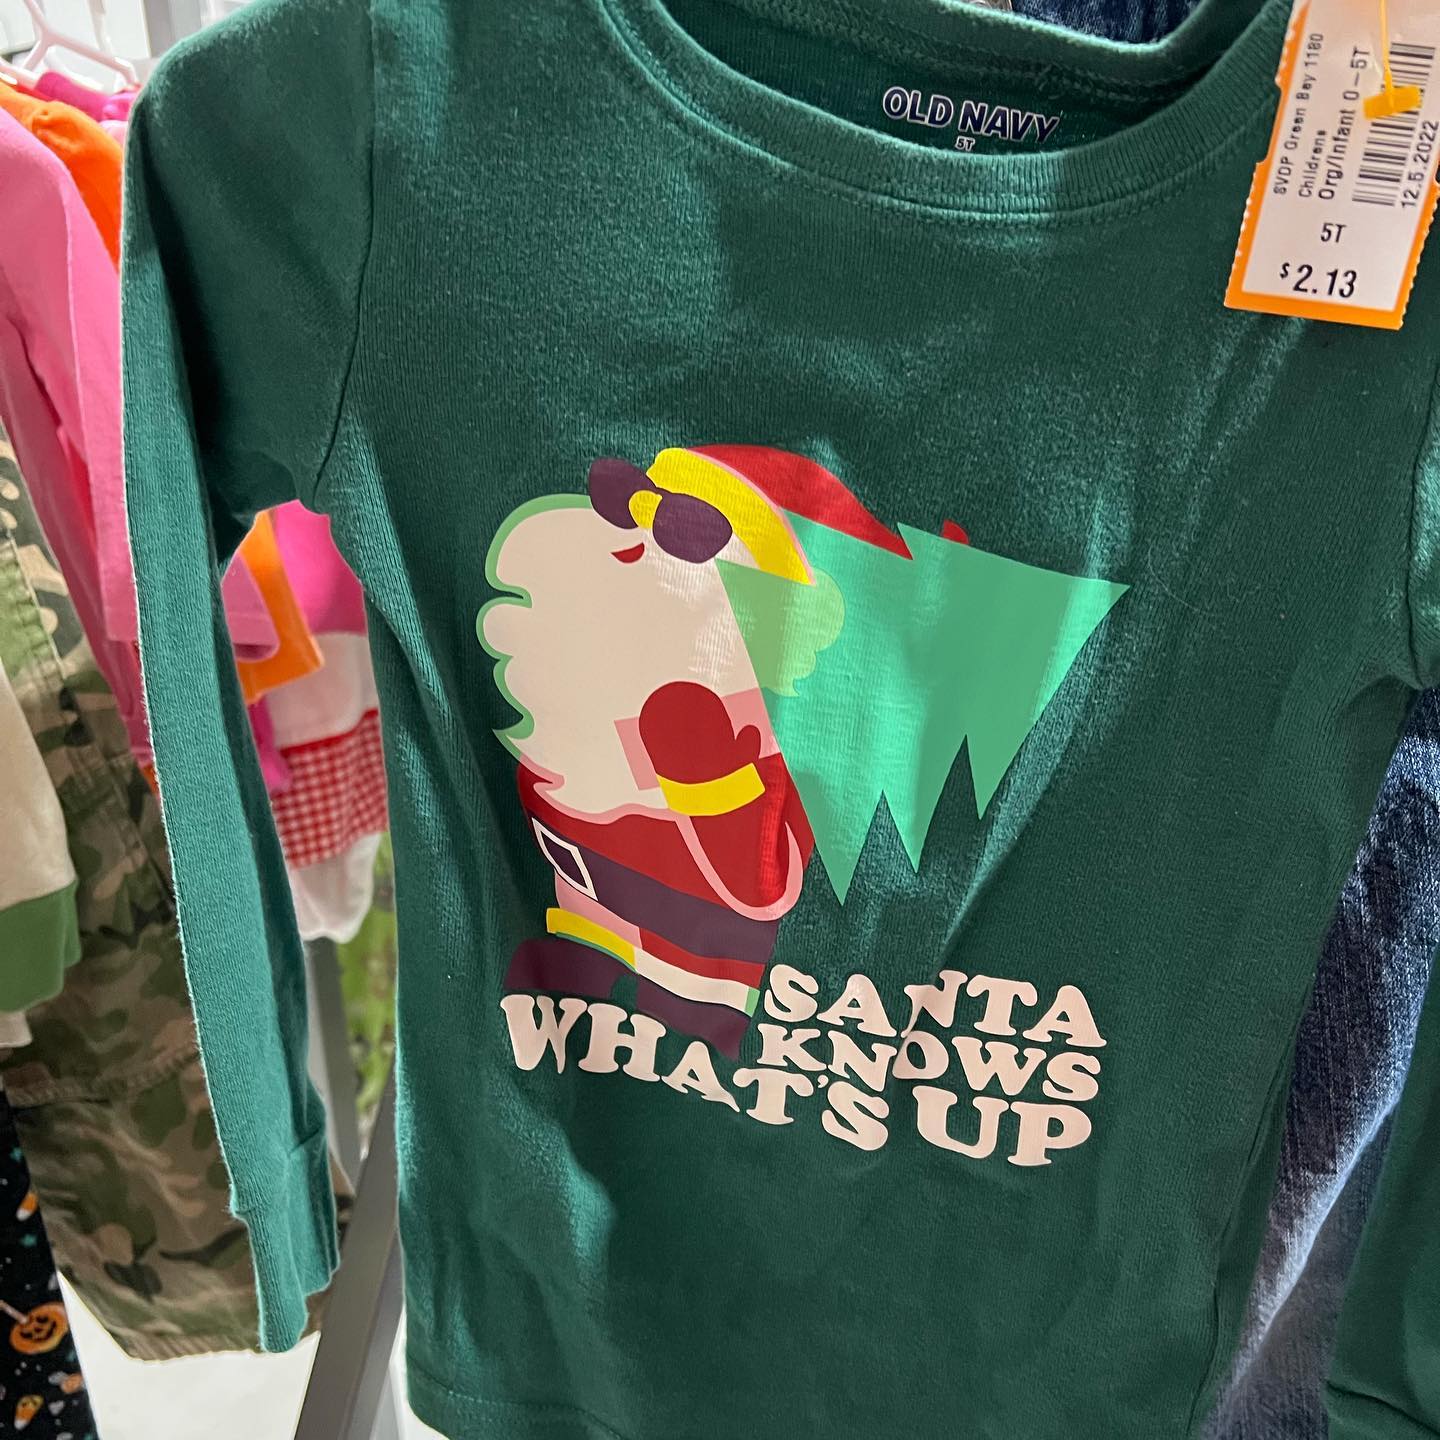 OLD NAVY
5T
SVDP Green Bay 1180
Childrens
Org/Infant 0-5T
12.5.2022
5T
$2.13
SANTA
KNOWS
WHAT'S UP